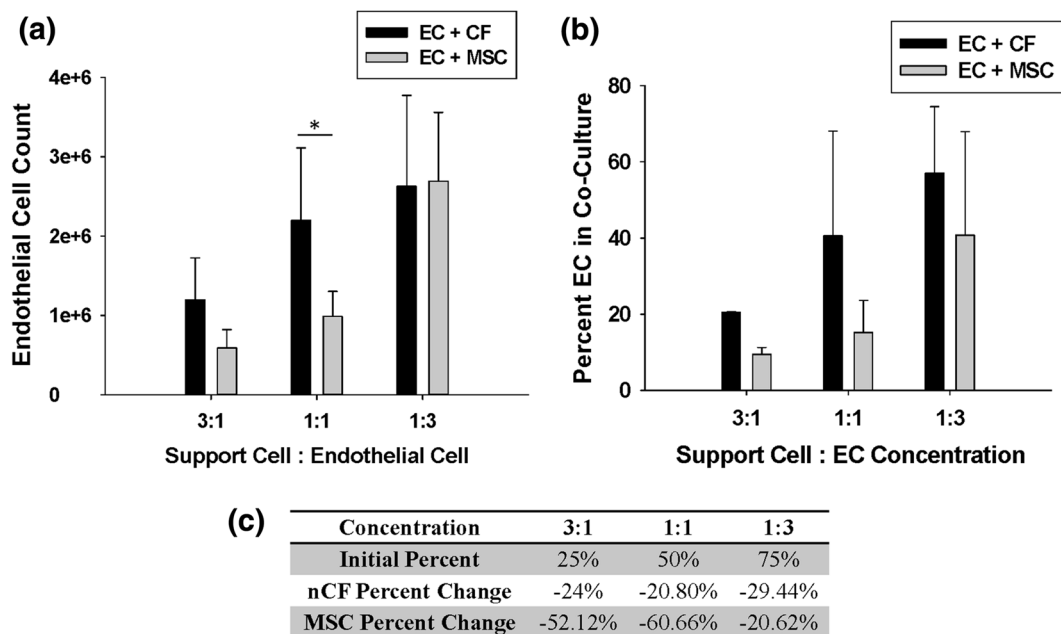 (a)
EC + CF
EC + MSC
Endothelial Cell Count
4e+6
3e+6
2e+6
1e+6
0
*
3:1
1:1
1:3
Support Cell : Endothelial Cell
(b)
EC + CF
EC + MSC
Percent EC in Co-Culture
80
60
40
20
0
3:1
1:1
1:3
Support Cell : EC Concentration
(c)
Concentration 3:1 1:1 1:3
Initial Percent 25% 50% 75%
nCF Percent Change -24% -20.80% -29.44%
MSC Percent Change -52.12% -60.66% -20.62%